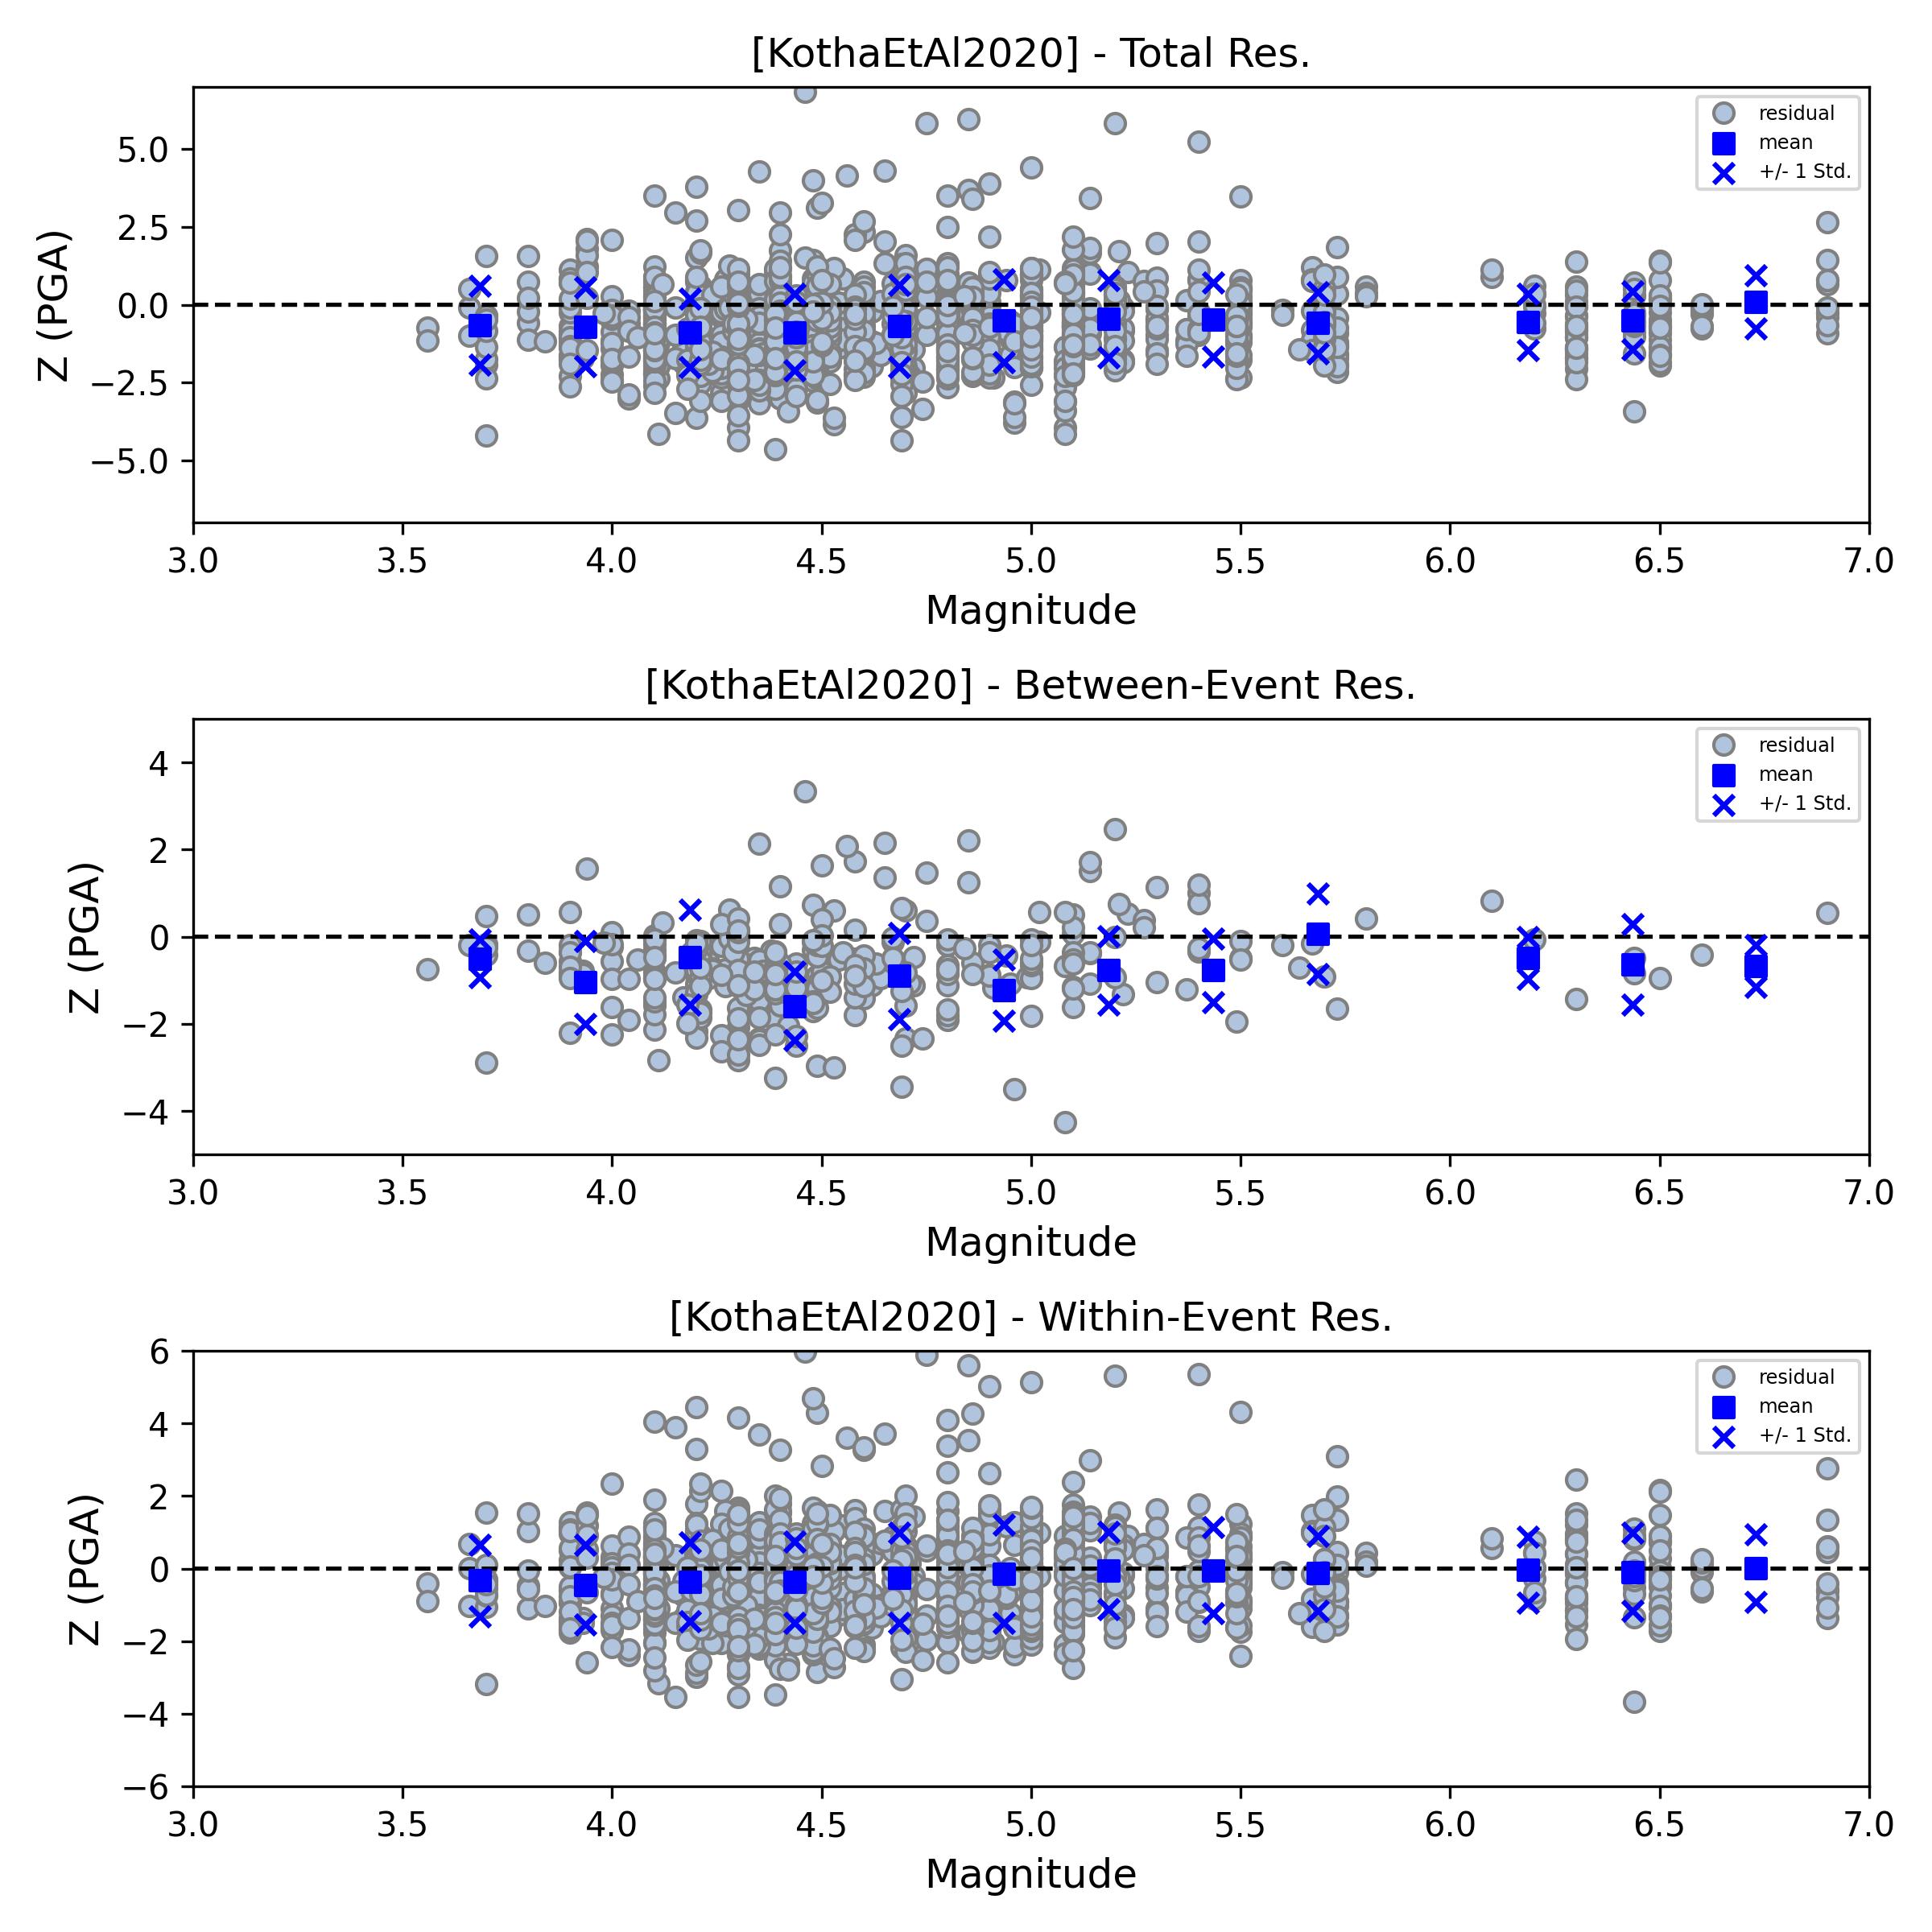 [KothaEtAl2020] - Total Res.
residual
mean
+/- 1 Std.
Z (PGA)
5.0
2.5
0.0
−2.5
−5.0
3.0 3.5 4.0 4.5 5.0 5.5 6.0 6.5 7.0
Magnitude
[KothaEtAl2020] - Between-Event Res.
residual
mean
+/- 1 Std.
Z (PGA)
4
2
0
−2
−4
3.0 3.5 4.0 4.5 5.0 5.5 6.0 6.5 7.0
Magnitude
[KothaEtAl2020] - Within-Event Res.
residual
mean
+/- 1 Std.
Z (PGA)
6
4
2
0
−2
−4
−6
3.0 3.5 4.0 4.5 5.0 5.5 6.0 6.5 7.0
Magnitude